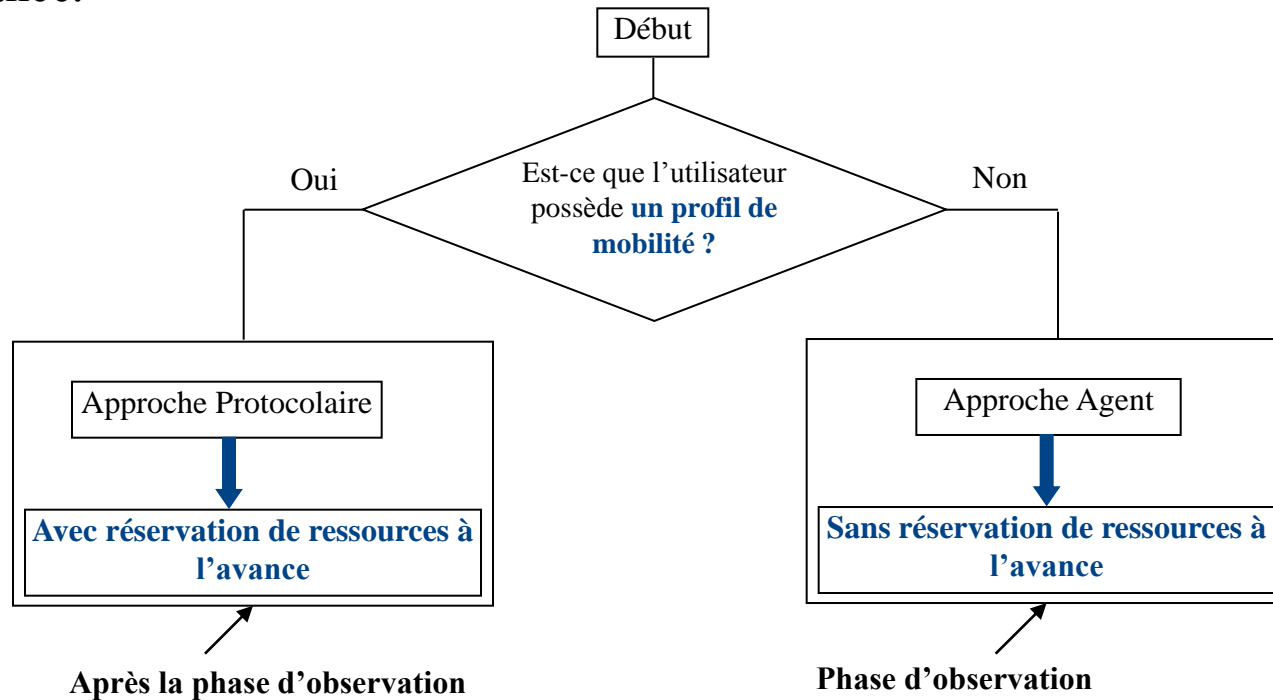 Début
Oui
Est-ce que l’utilisateur
possède un profil de
mobilité ?
Non
Approche Protocolaire
Avec réservation de ressources à
l’avance
Après la phase d’observation
Approche Agent
Sans réservation de ressources à
l’avance
Phase d’observation